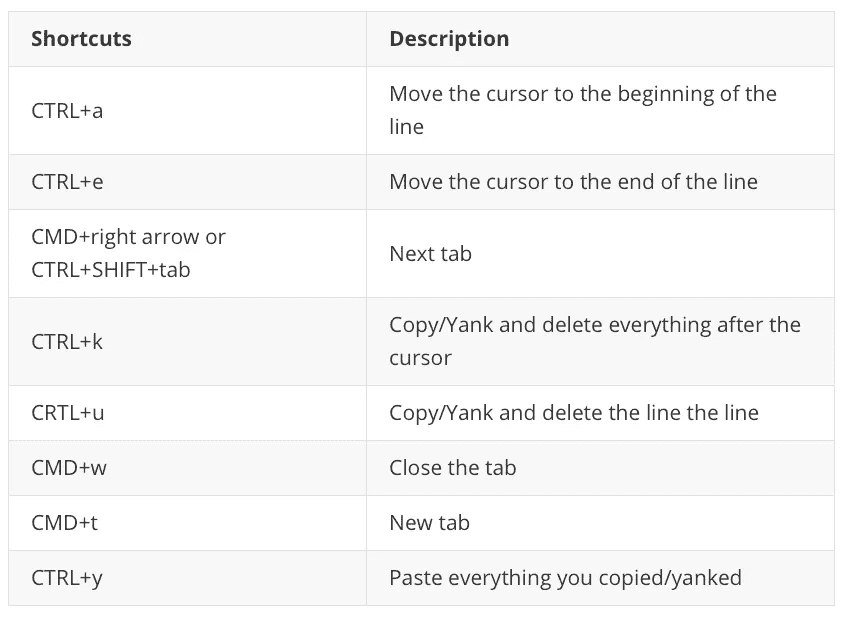 Shortcuts
Description
CTRL+a
Move the cursor to the beginning of the
line
CTRL+e
Move the cursor to the end of the line
CMD+right arrow or
CTRL+SHIFT+tab
Next tab
CTRL+k
Copy/Yank and delete everything after the
cursor
CRTL+u
Copy/Yank and delete the line the line
CMD+w
Close the tab
CMD+t
New tab
CTRL+y
Paste everything you copied/yanked